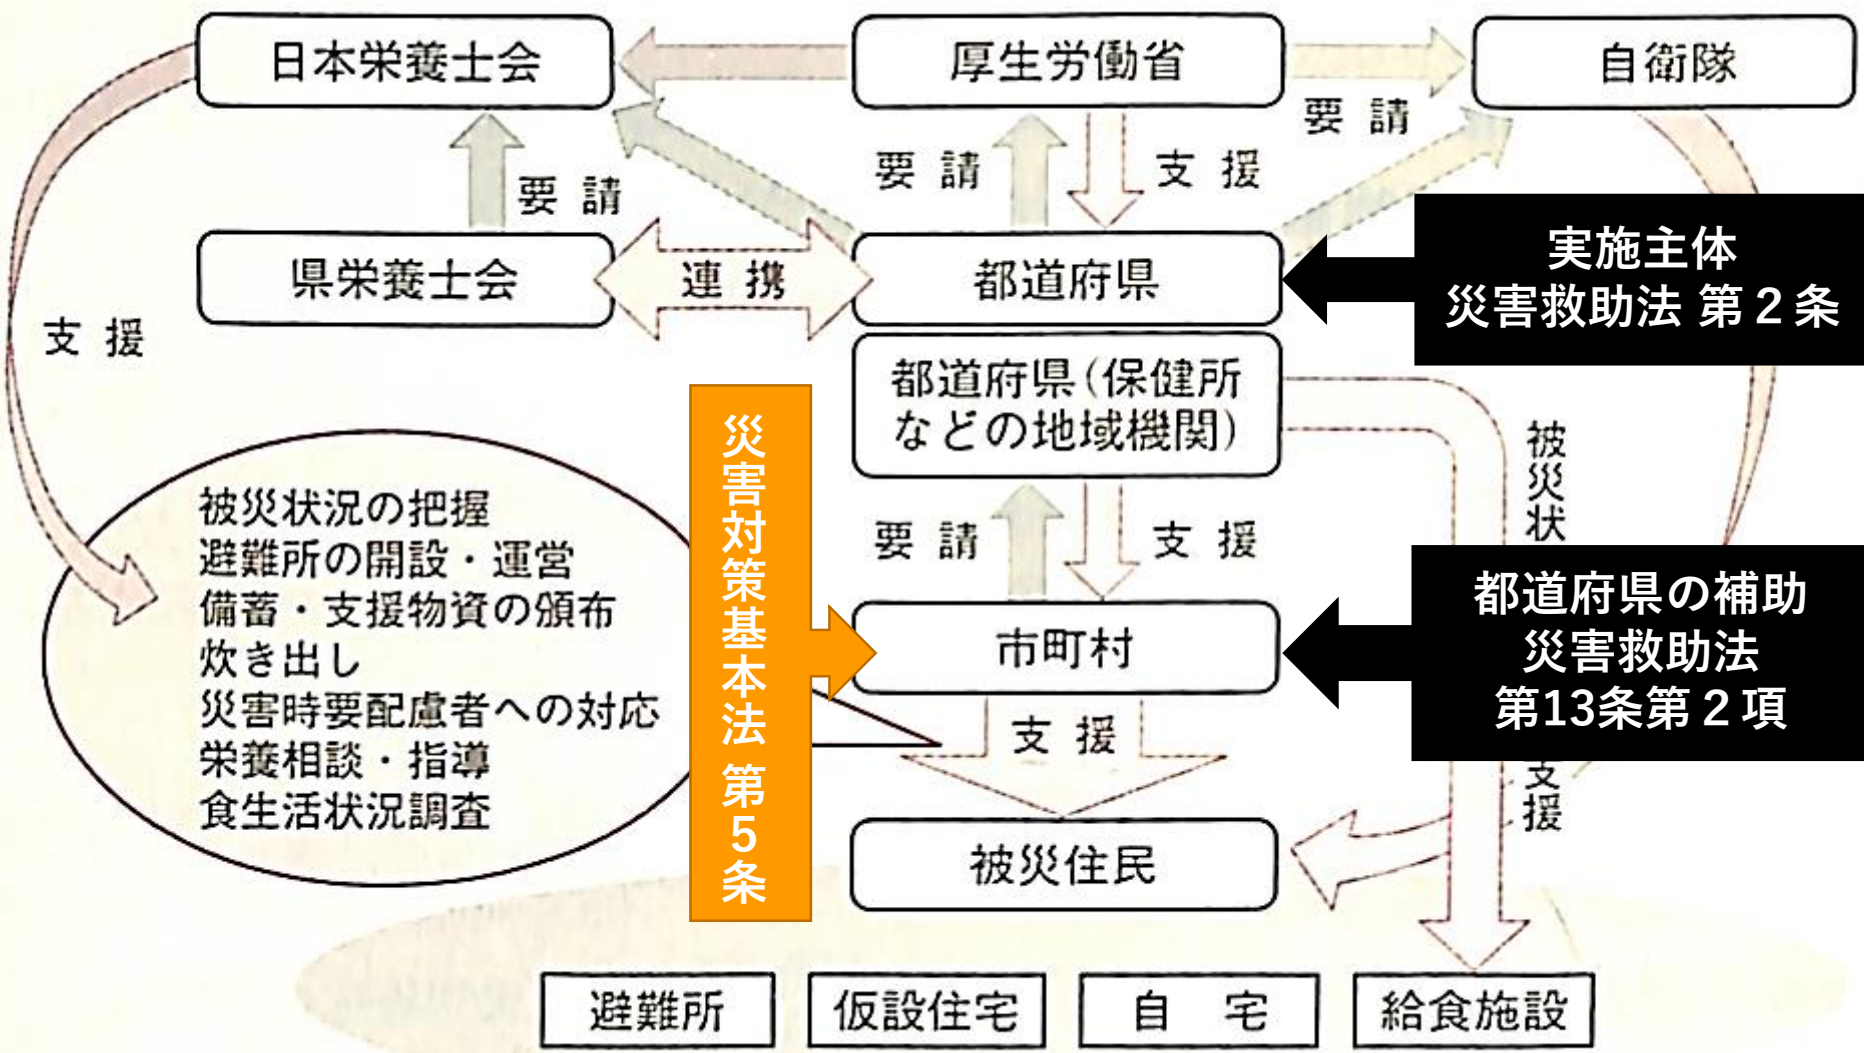 日本栄養士会
厚生労働省
自衛隊
要 請
要 請
要 請
支 援
県栄養士会
連 携
都道府県
実施主体
災害救助法 第２条
支 援
都道府県(保健所
などの地域機関)
災害対策基本法 第5条
被災状
支援
被災状況の把握
避難所の開設・運営
備蓄・支援物資の頒布
炊き出し
災害時要配慮者への対応
栄養相談・指導
食生活状況調査
要 請
支 援
市町村
都道府県の補助
災害救助法
第13条第２項
支 援
被災住民
避難所
仮設住宅
自 宅
給食施設